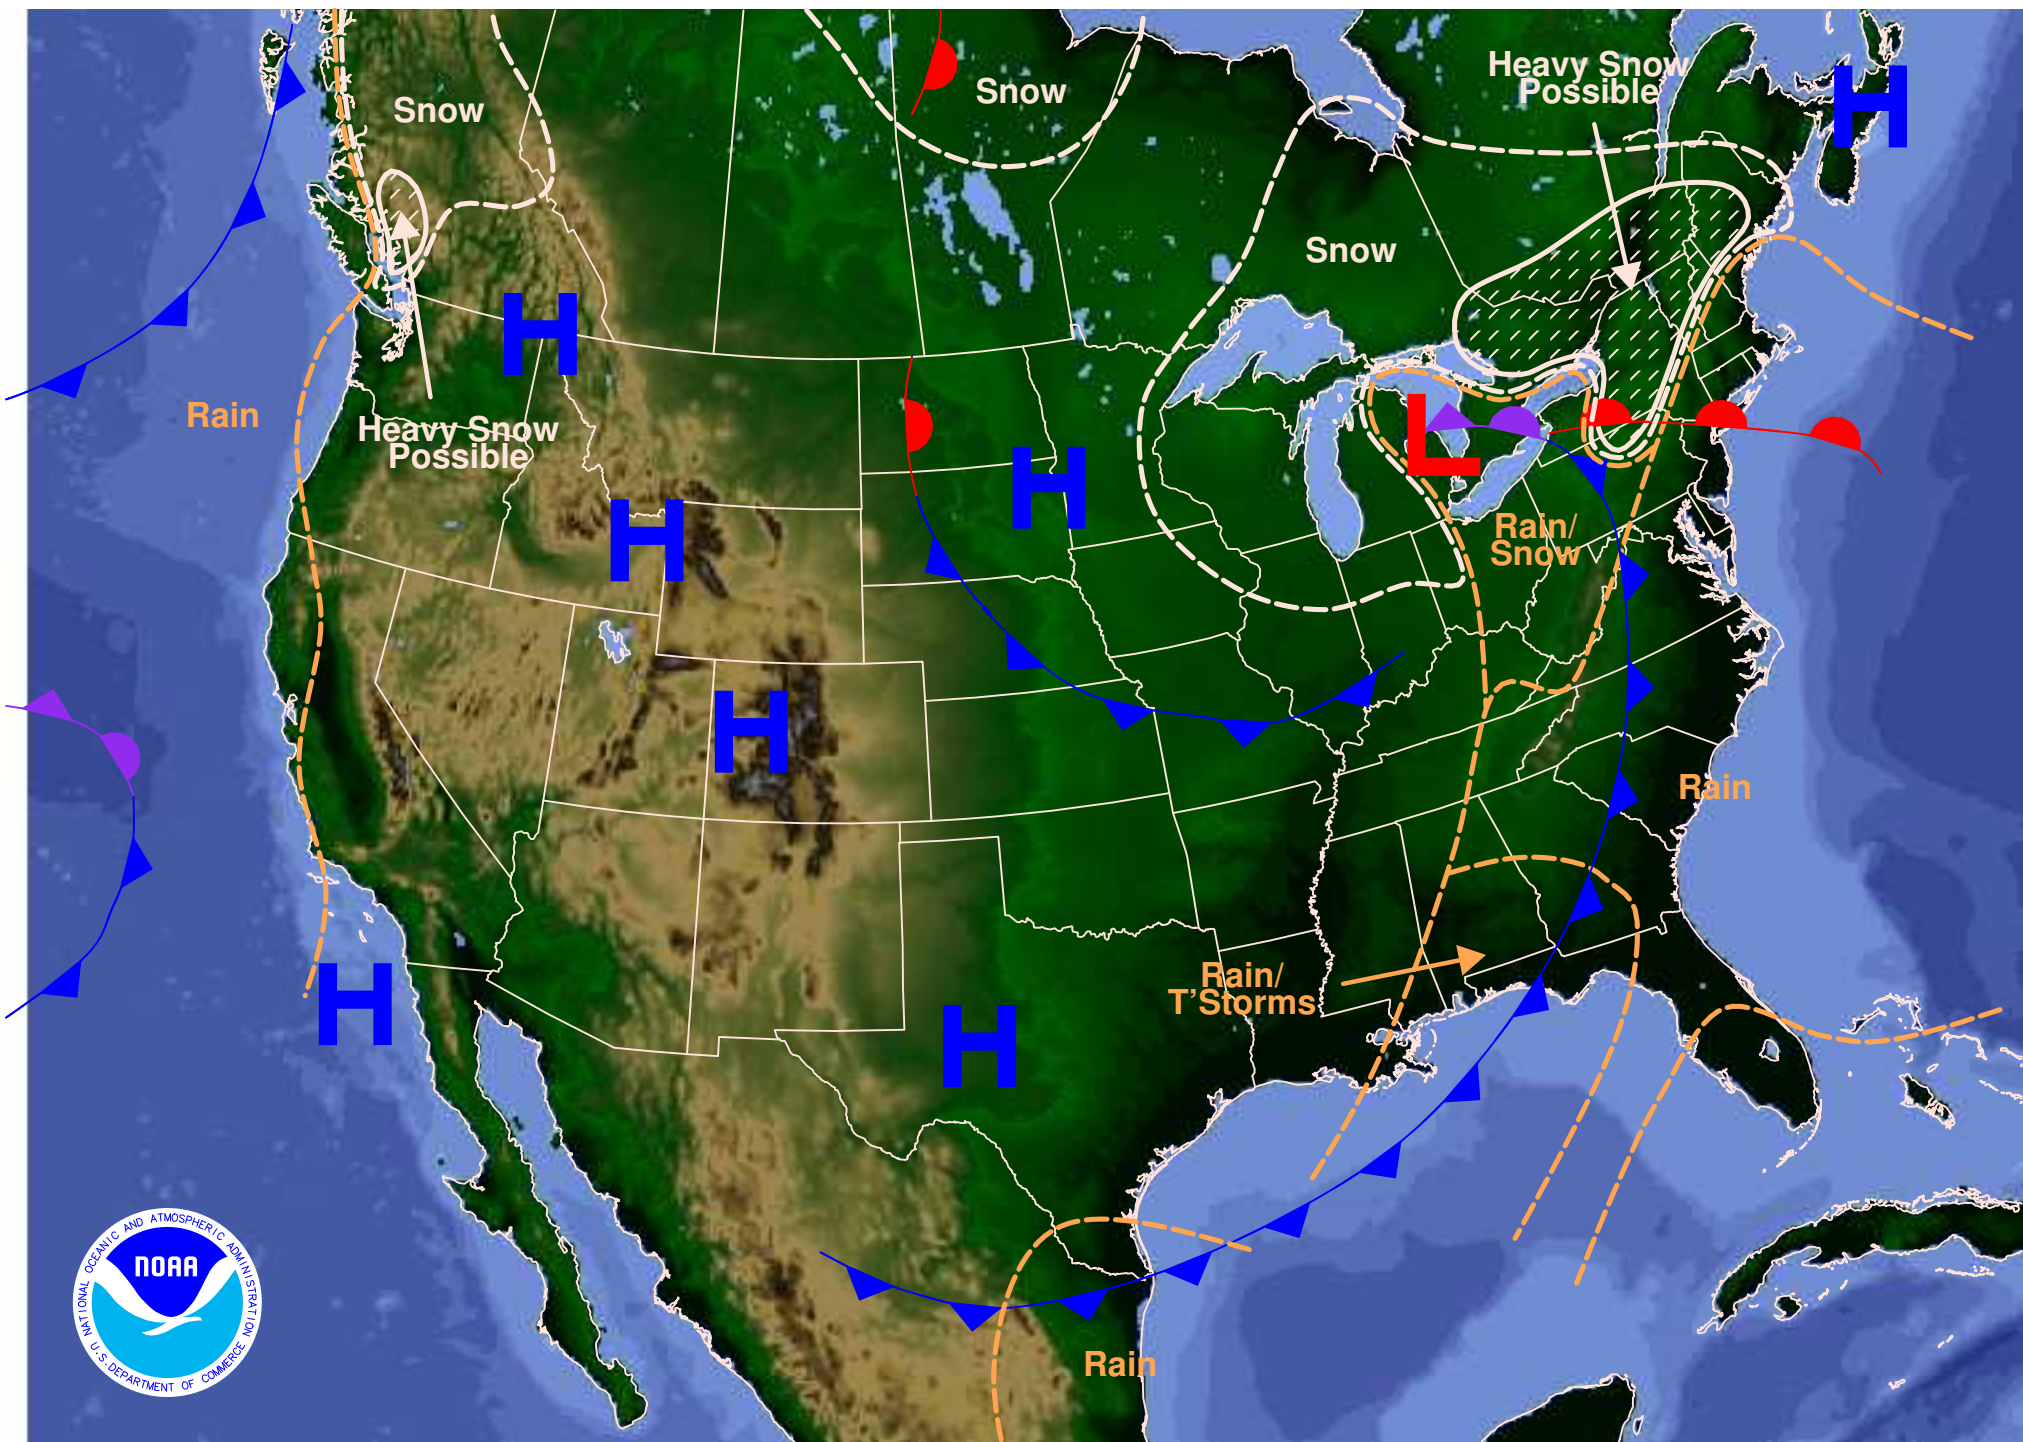 Heavy Snow
Possible
H
Snow
Snow
Snow
H
H
Rain
Heavy Snow
Possible
L
H
H
Rain/
Snow
H
Rain
H
H
Rain/
T'Storms
Rain
NATIONAL OCEANIC AND ATMOSPHERIC ADMINISTRATION
NOAA
U.S. DEPARTMENT OF COMMERCE